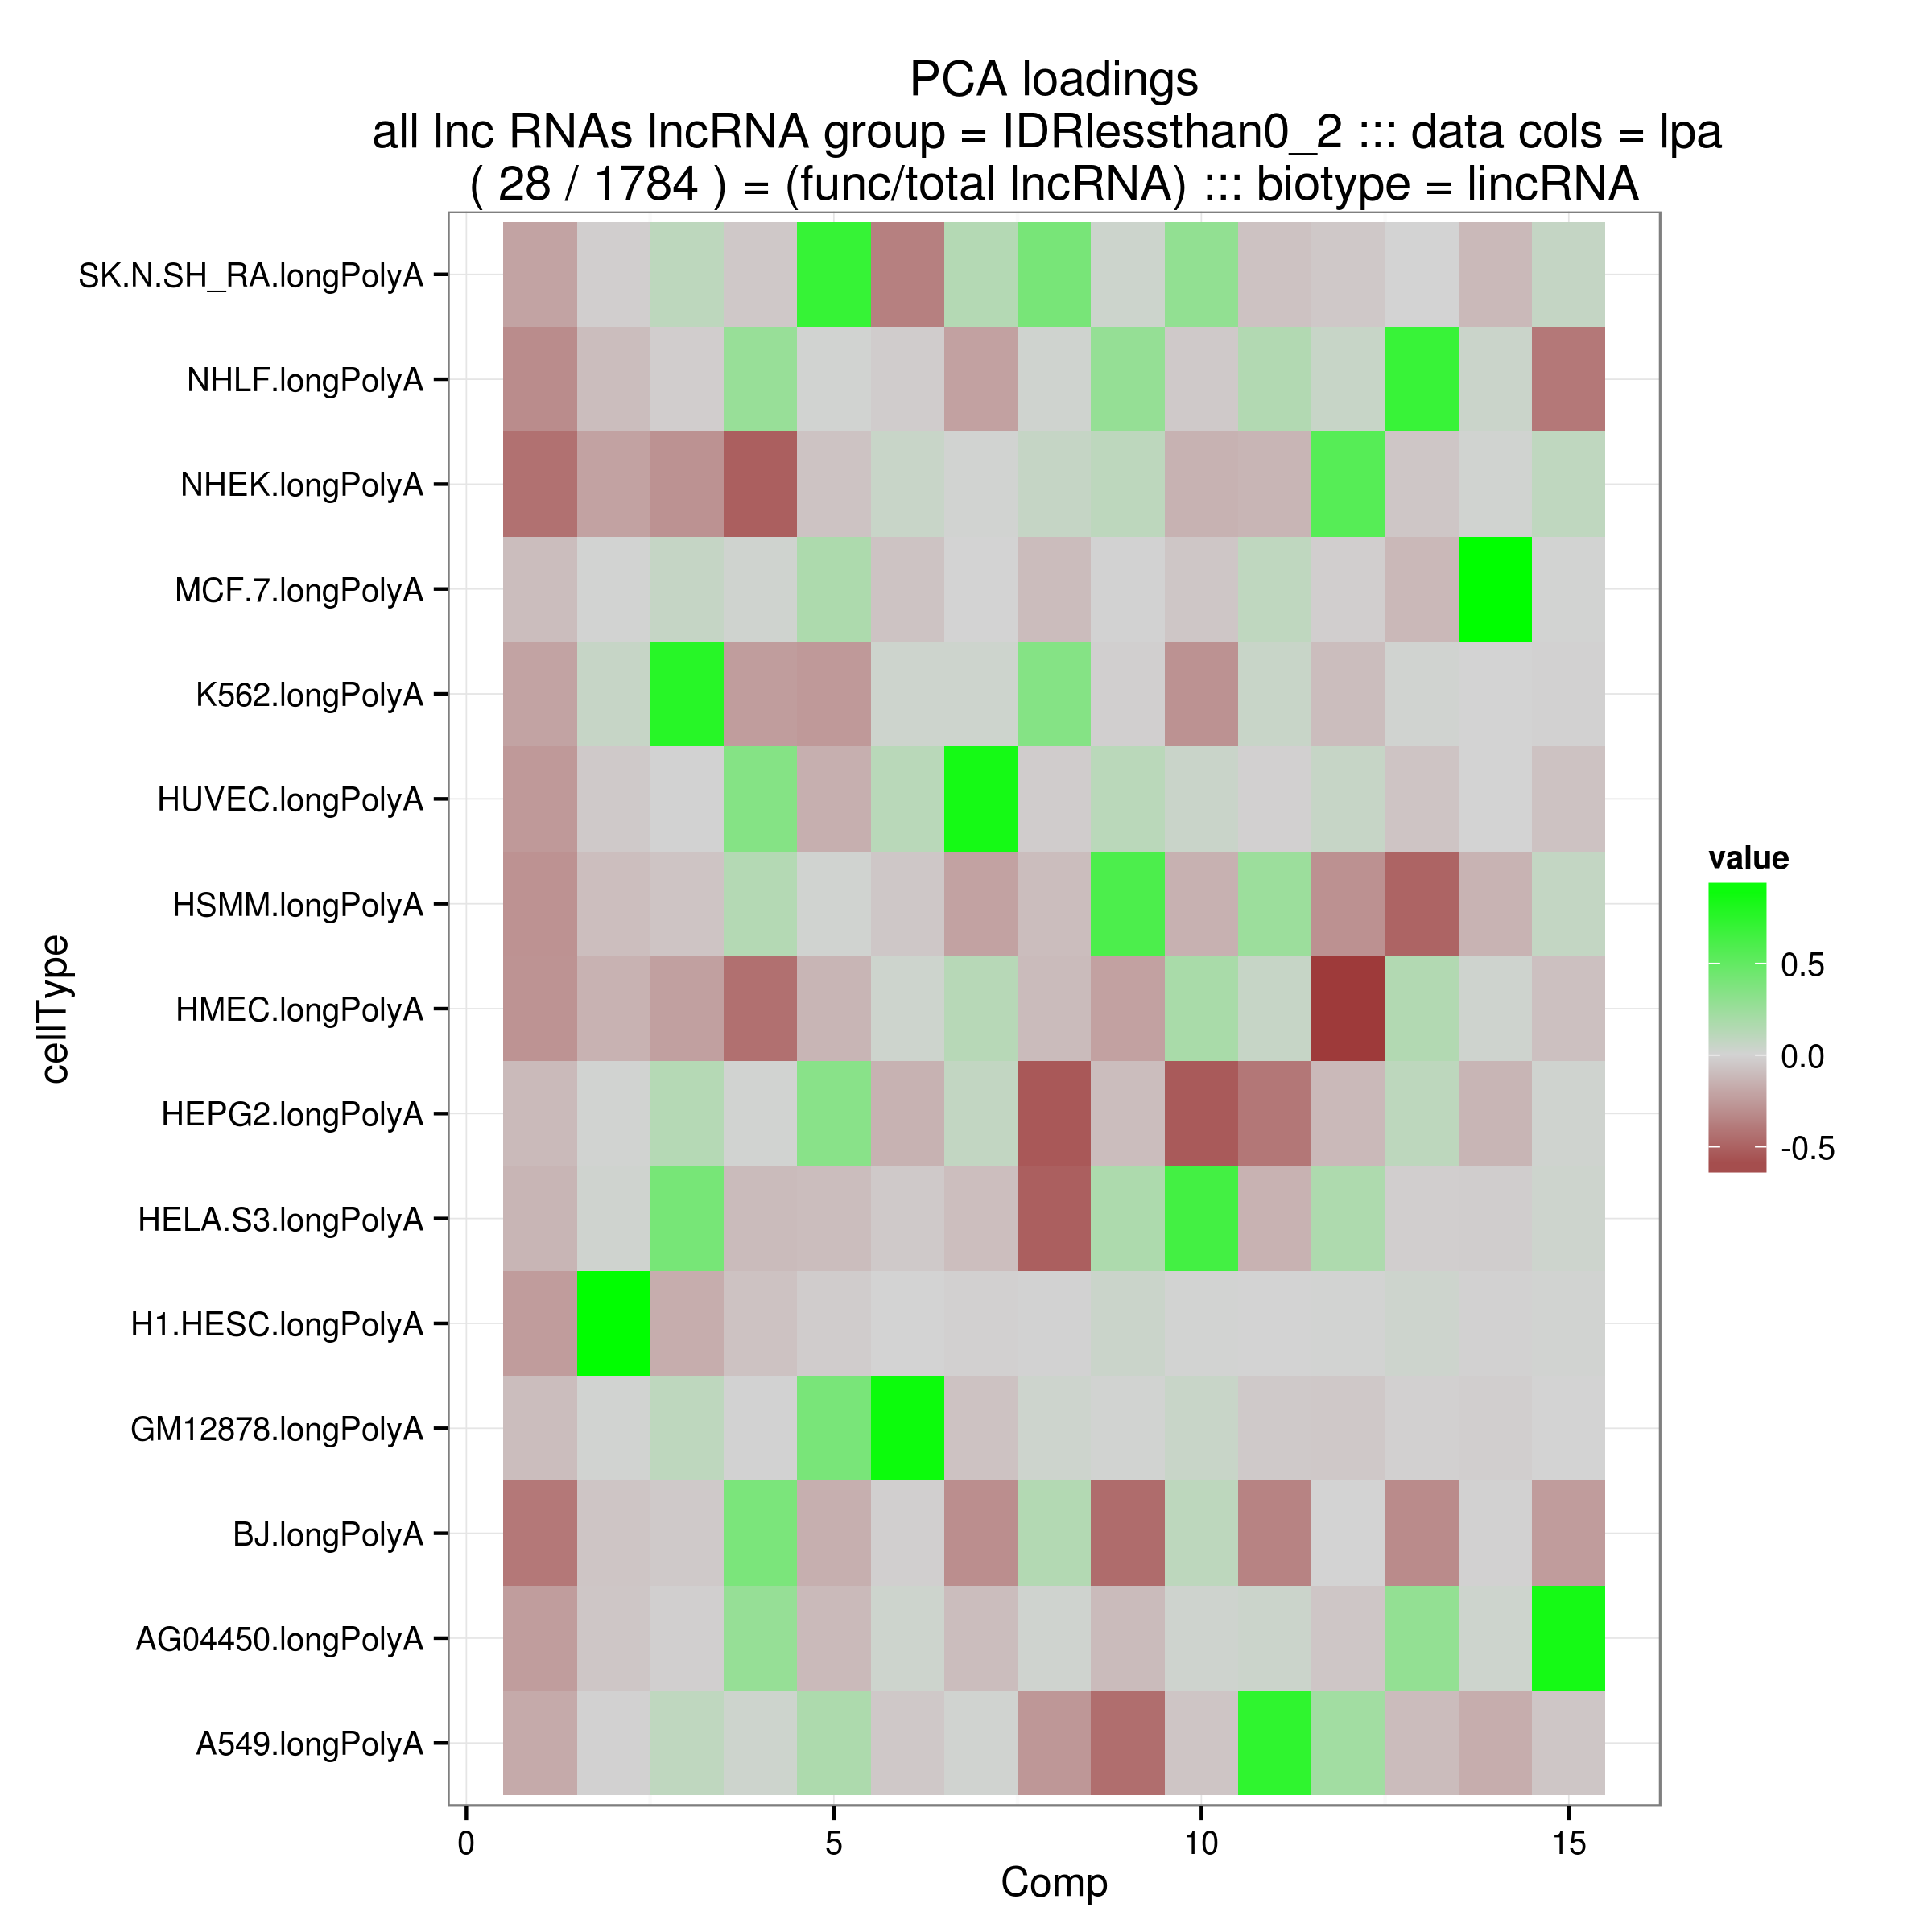 PCA loadings
all lnc RNAs lncRNA group = IDRlessthan0_2 ::: data cols = lpa
( 28 / 1784 ) = (func/total lncRNA) ::: biotype = lincRNA
cellType
SK.N.SH_RA.longPolyA
NHLF.longPolyA
NHEK.longPolyA
MCF.7.longPolyA
K562.longPolyA
HUVEC.longPolyA
HSMM.longPolyA
HMEC.longPolyA
HEPG2.longPolyA
HELA.S3.longPolyA
H1.HESC.longPolyA
GM12878.longPolyA
BJ.longPolyA
AG04450.longPolyA
A549.longPolyA
0 5 10 15
Comp
value
0.5
0.0
-0.5